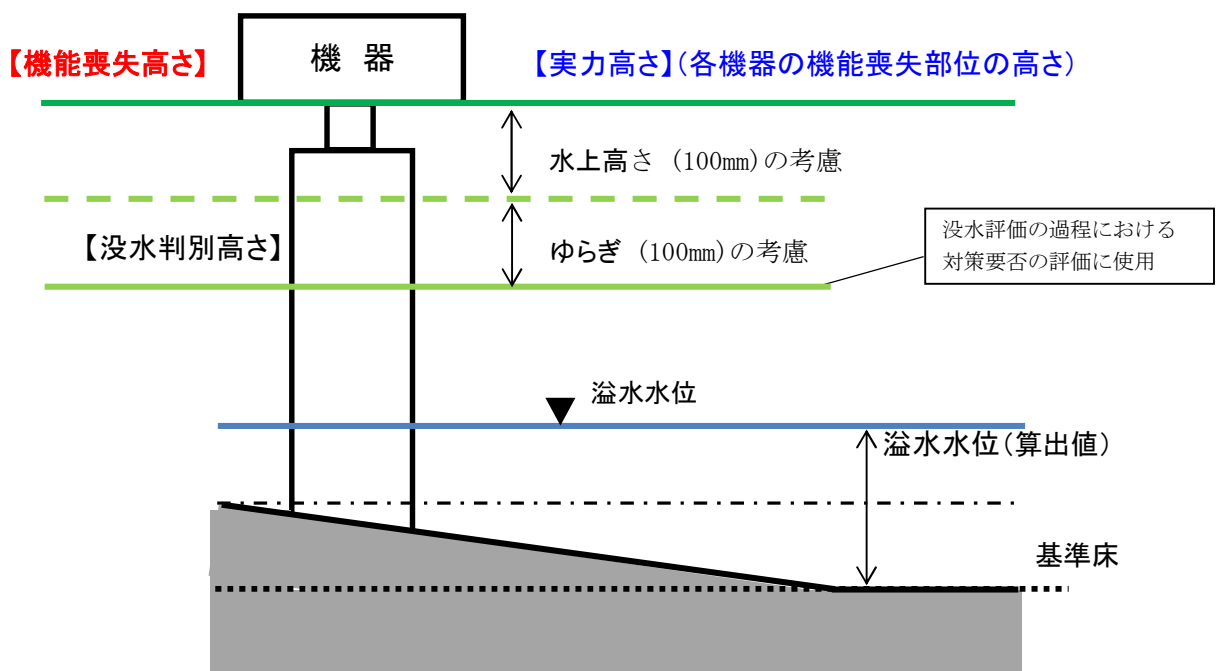 【機能喪失高さ】
機 器
【実力高さ】(各機器の機能喪失部位の高さ)
水上高さ (100mm)の考慮
【没水判別高さ】
ゆらぎ (100mm)の考慮
没水評価の過程における
対策要否の評価に使用
溢水水位
溢水水位(算出値)
基準床